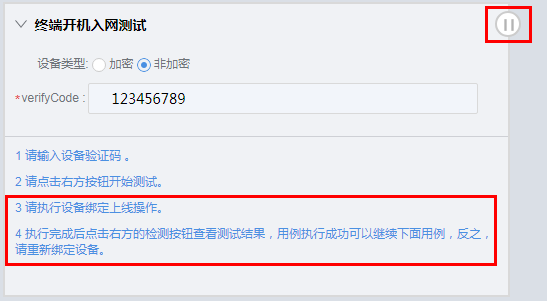 终端开机入网测试
设备类型: 加密 非加密
*verifyCode : 123456789
1 请输入设备验证码 。
2 请点击右方按钮开始测试。
3 请执行设备绑定上线操作。
4 执行完成后点击右方的检测按钮查看测试结果，用例执行成功可以继续下面用例，反之，
请重新绑定设备。